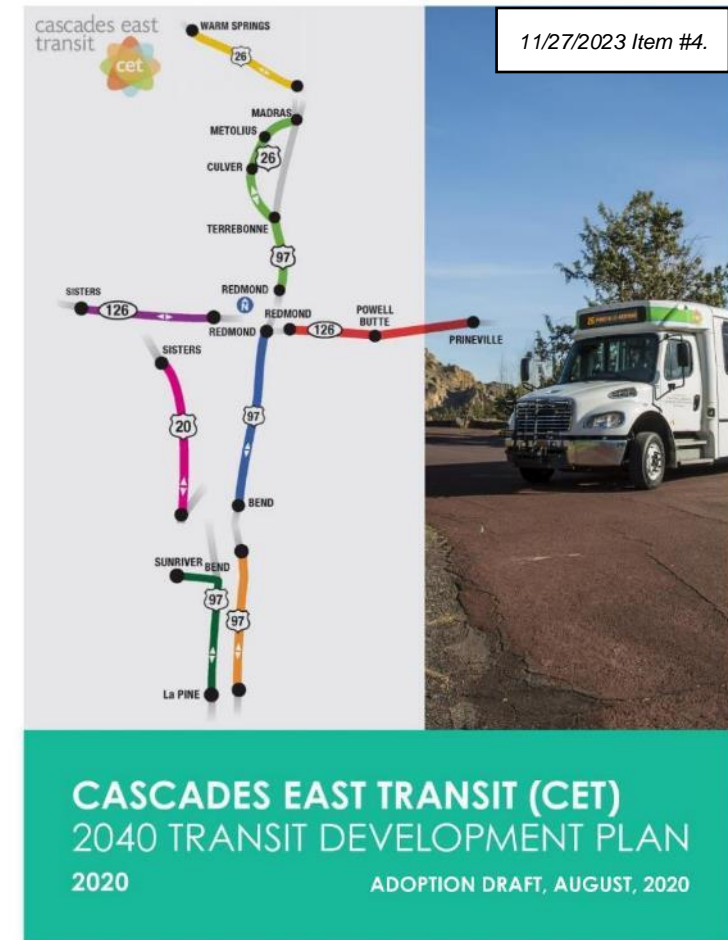 cascades east
transit
cet
11/27/2023 Item #4.
WARM SPRINGS
26
MADRAS
METOLIUS
26
CULVER
TERREBONNE
97
REDMOND
SISTERS
126
N
REDMOND
REDMOND
126
POWELL
BUTTE
PRINEVILLE
SISTERS
20
97
BEND
SUNRIVER
BEND
97
97
La PINE
CASCADES EAST TRANSIT (CET)
2040 TRANSIT DEVELOPMENT PLAN
2020
ADOPTION DRAFT, AUGUST, 2020